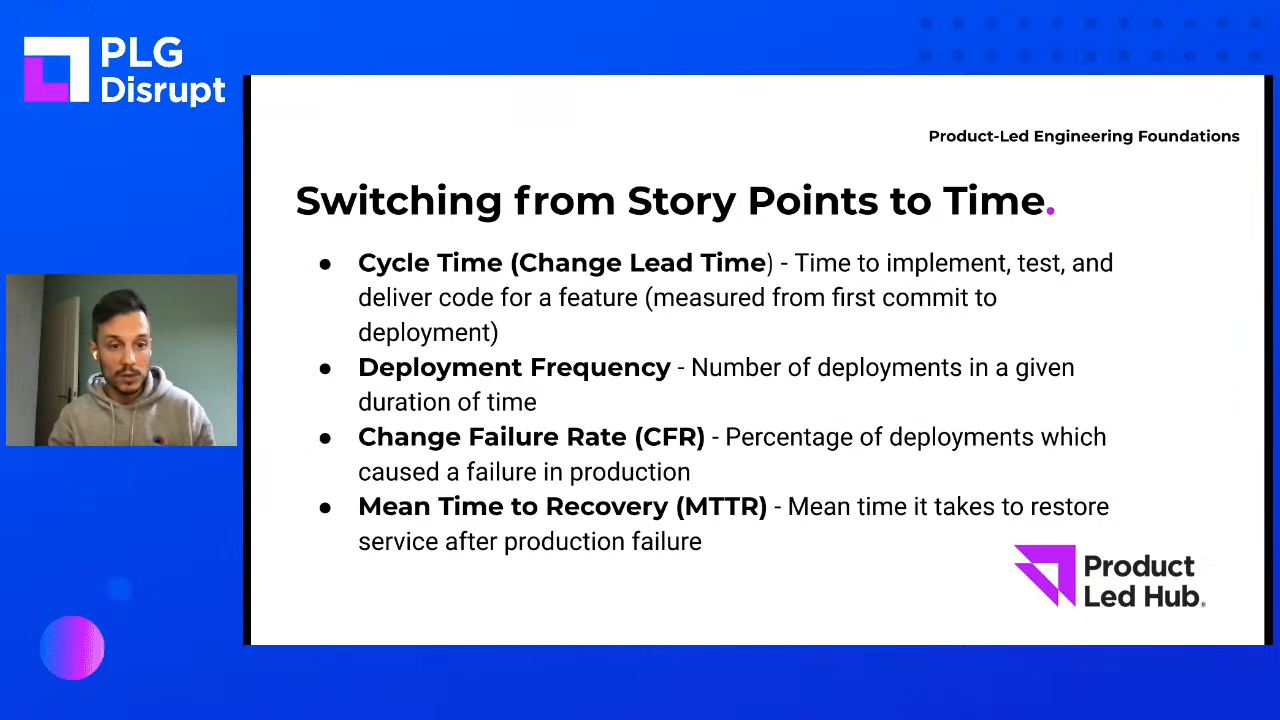 PLG
Disrupt
Product-Led Engineering Foundations
Switching from Story Points to Time.
● Cycle Time (Change Lead Time) - Time to implement, test, and
deliver code for a feature (measured from first commit to
deployment)
● Deployment Frequency - Number of deployments in a given
duration of time
● Change Failure Rate (CFR) - Percentage of deployments which
caused a failure in production
● Mean Time to Recovery (MTTR) - Mean time it takes to restore
service after production failure
Product
Led Hub®